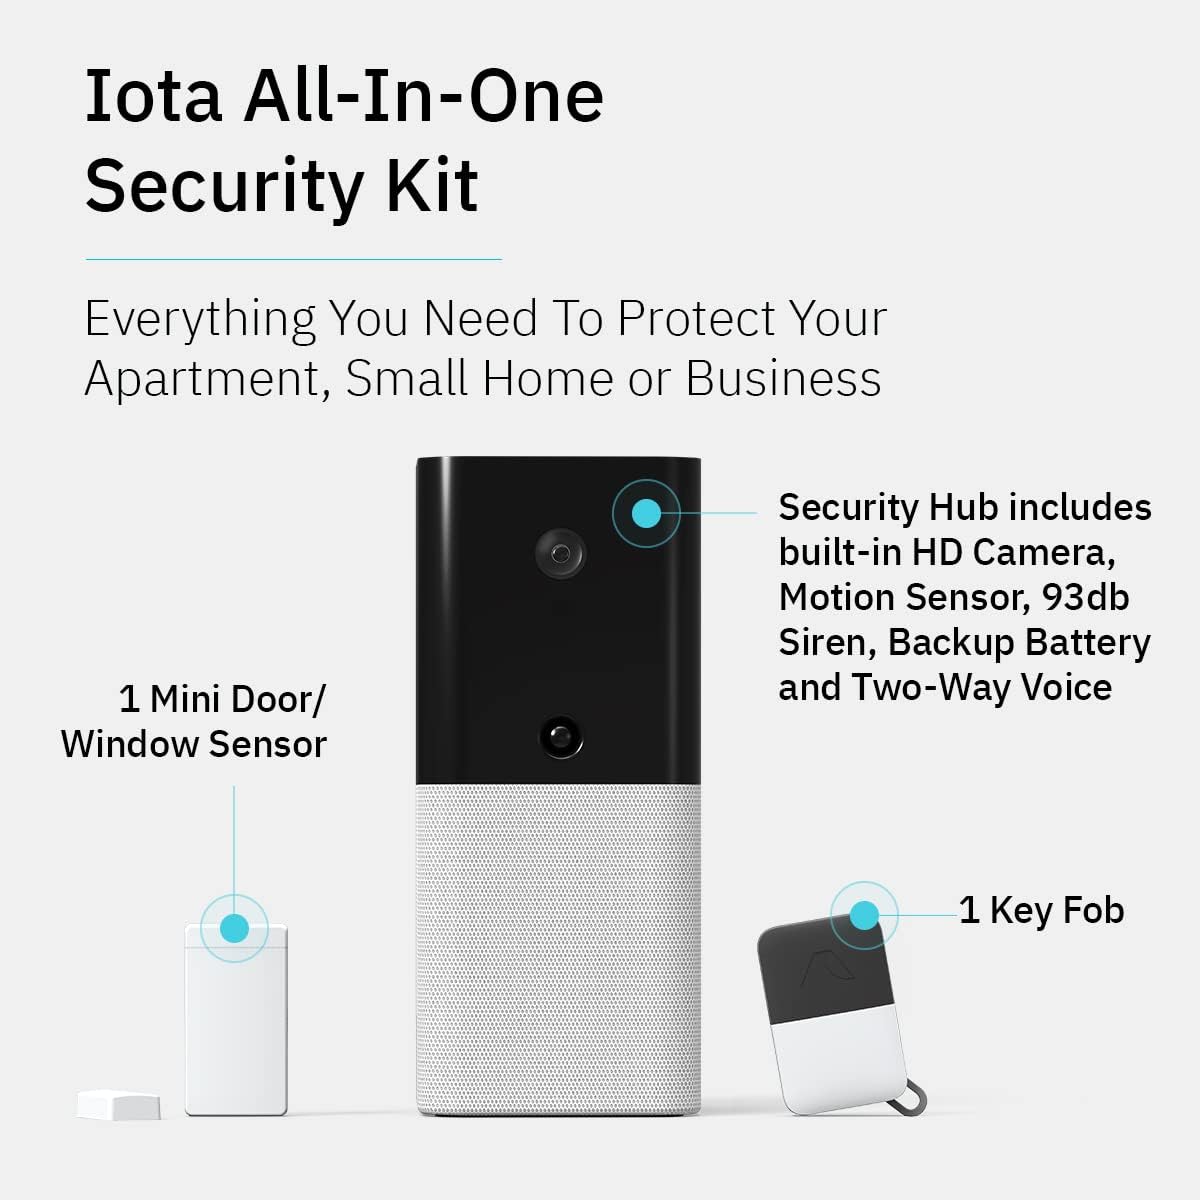 Iota All-In-One
Security Kit
Everything You Need To Protect Your
Apartment, Small Home or Business
Security Hub includes
built-in HD Camera,
Motion Sensor, 93db
Siren, Backup Battery
and Two-Way Voice
1 Mini Door/
Window Sensor
1 Key Fob